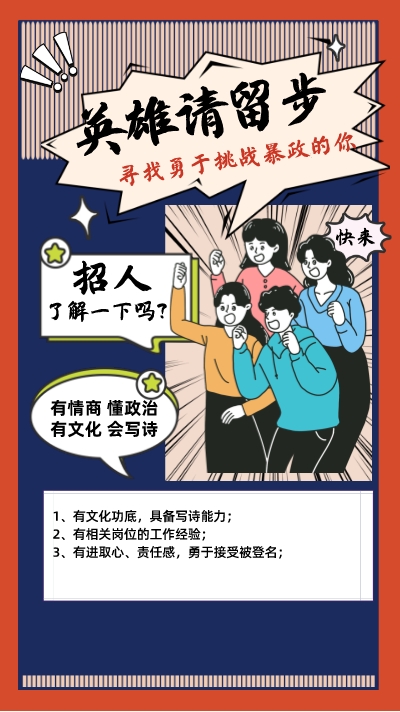 英雄请留步
寻找勇于挑战暴政的你
快来
招人
了解一下吗?
有情商 懂政治
有文化 会写诗
1、有文化功底，具备写诗能力；
2、有相关岗位的工作经验；
3、有进取心、责任感，勇于接受被登名；